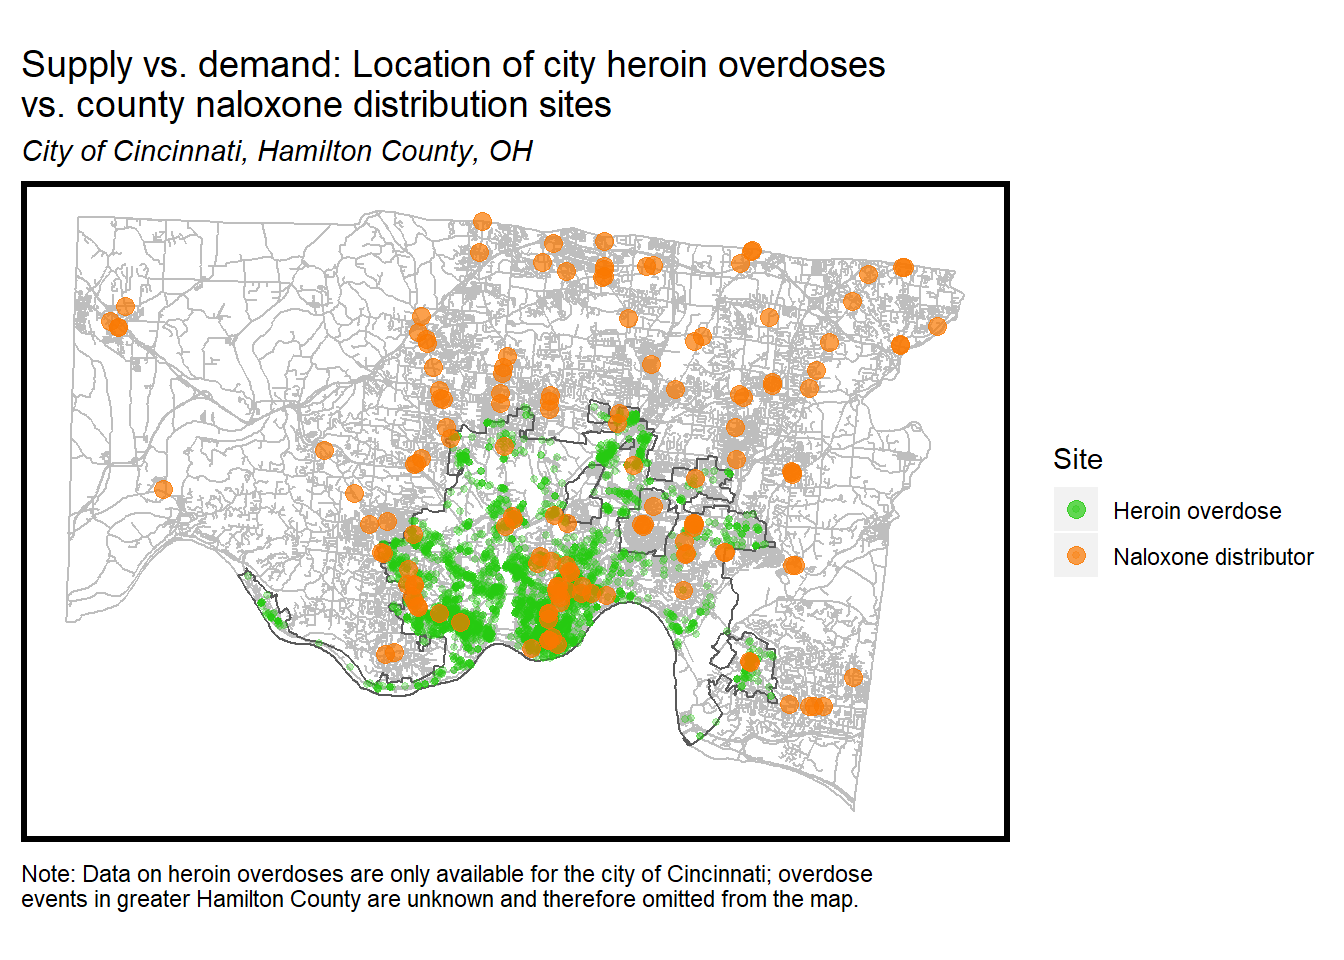 Supply vs. demand: Location of city heroin overdoses
vs. county naloxone distribution sites
City of Cincinnati, Hamilton County, OH
Site
Heroin overdose
Naloxone distributor
Note: Data on heroin overdoses are only available for the city of Cincinnati; overdose
events in greater Hamilton County are unknown and therefore omitted from the map.